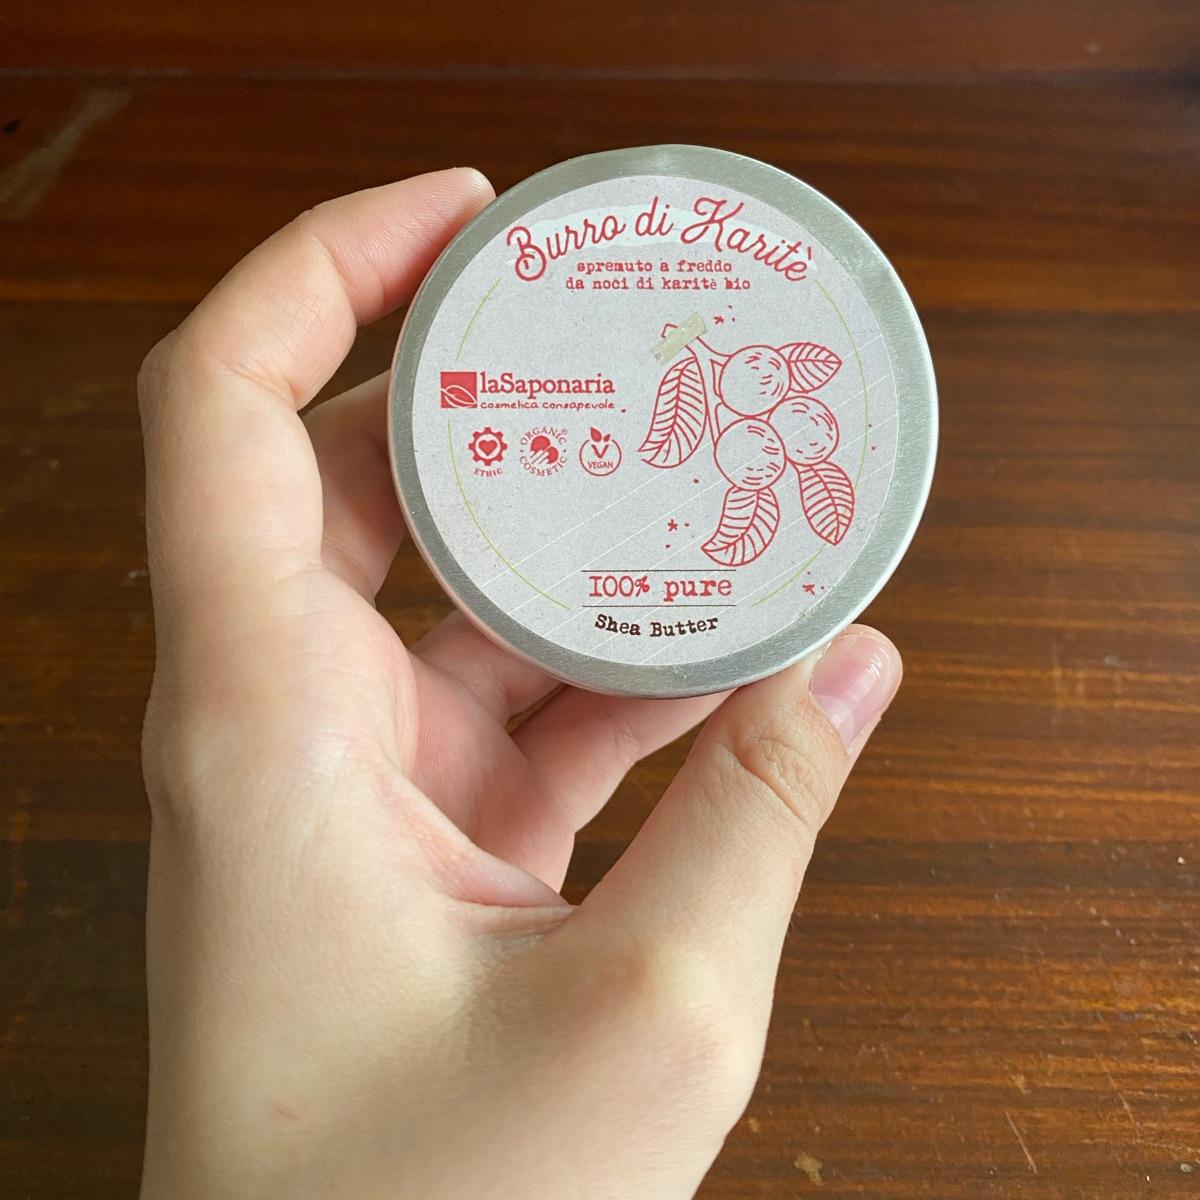 Burro di Karitè
spremuto a freddo
da noci di karitè bio
laSaponaria
cosmetica consapevole
ETHIC
ORGANIC®
COSMETIC
VEGAN
100% pure
Shea Butter